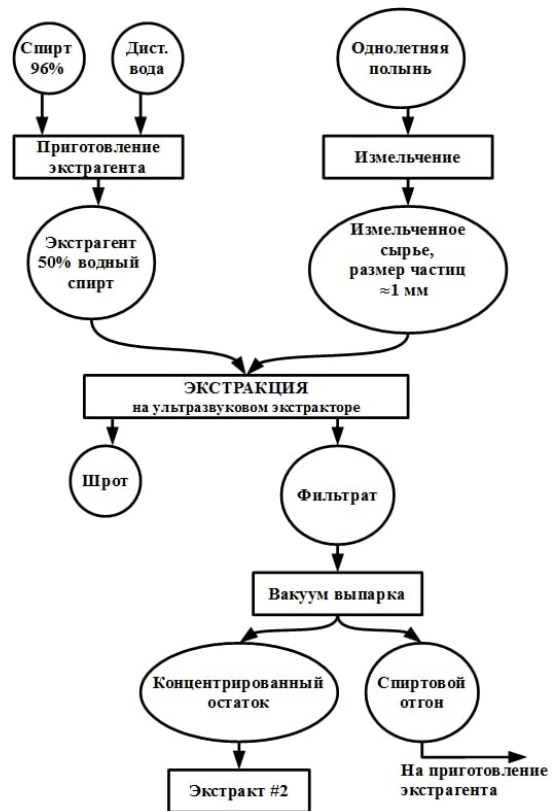 Спирт
96%
Дист.
вода
Однолетняя
полынь
Приготовление
экстрагента
Измельчение
Экстрагент
50% водный
спирт
Измельченное
сырье,
размер частиц
≈1 мм
ЭКСТРАКЦИЯ
на ультразвуковом экстракторе
Шрот
Фильтрат
Вакуум выпарка
Концентрированный
остаток
Спиртовой
отгон
Экстракт #2
На приготовление
экстрагента